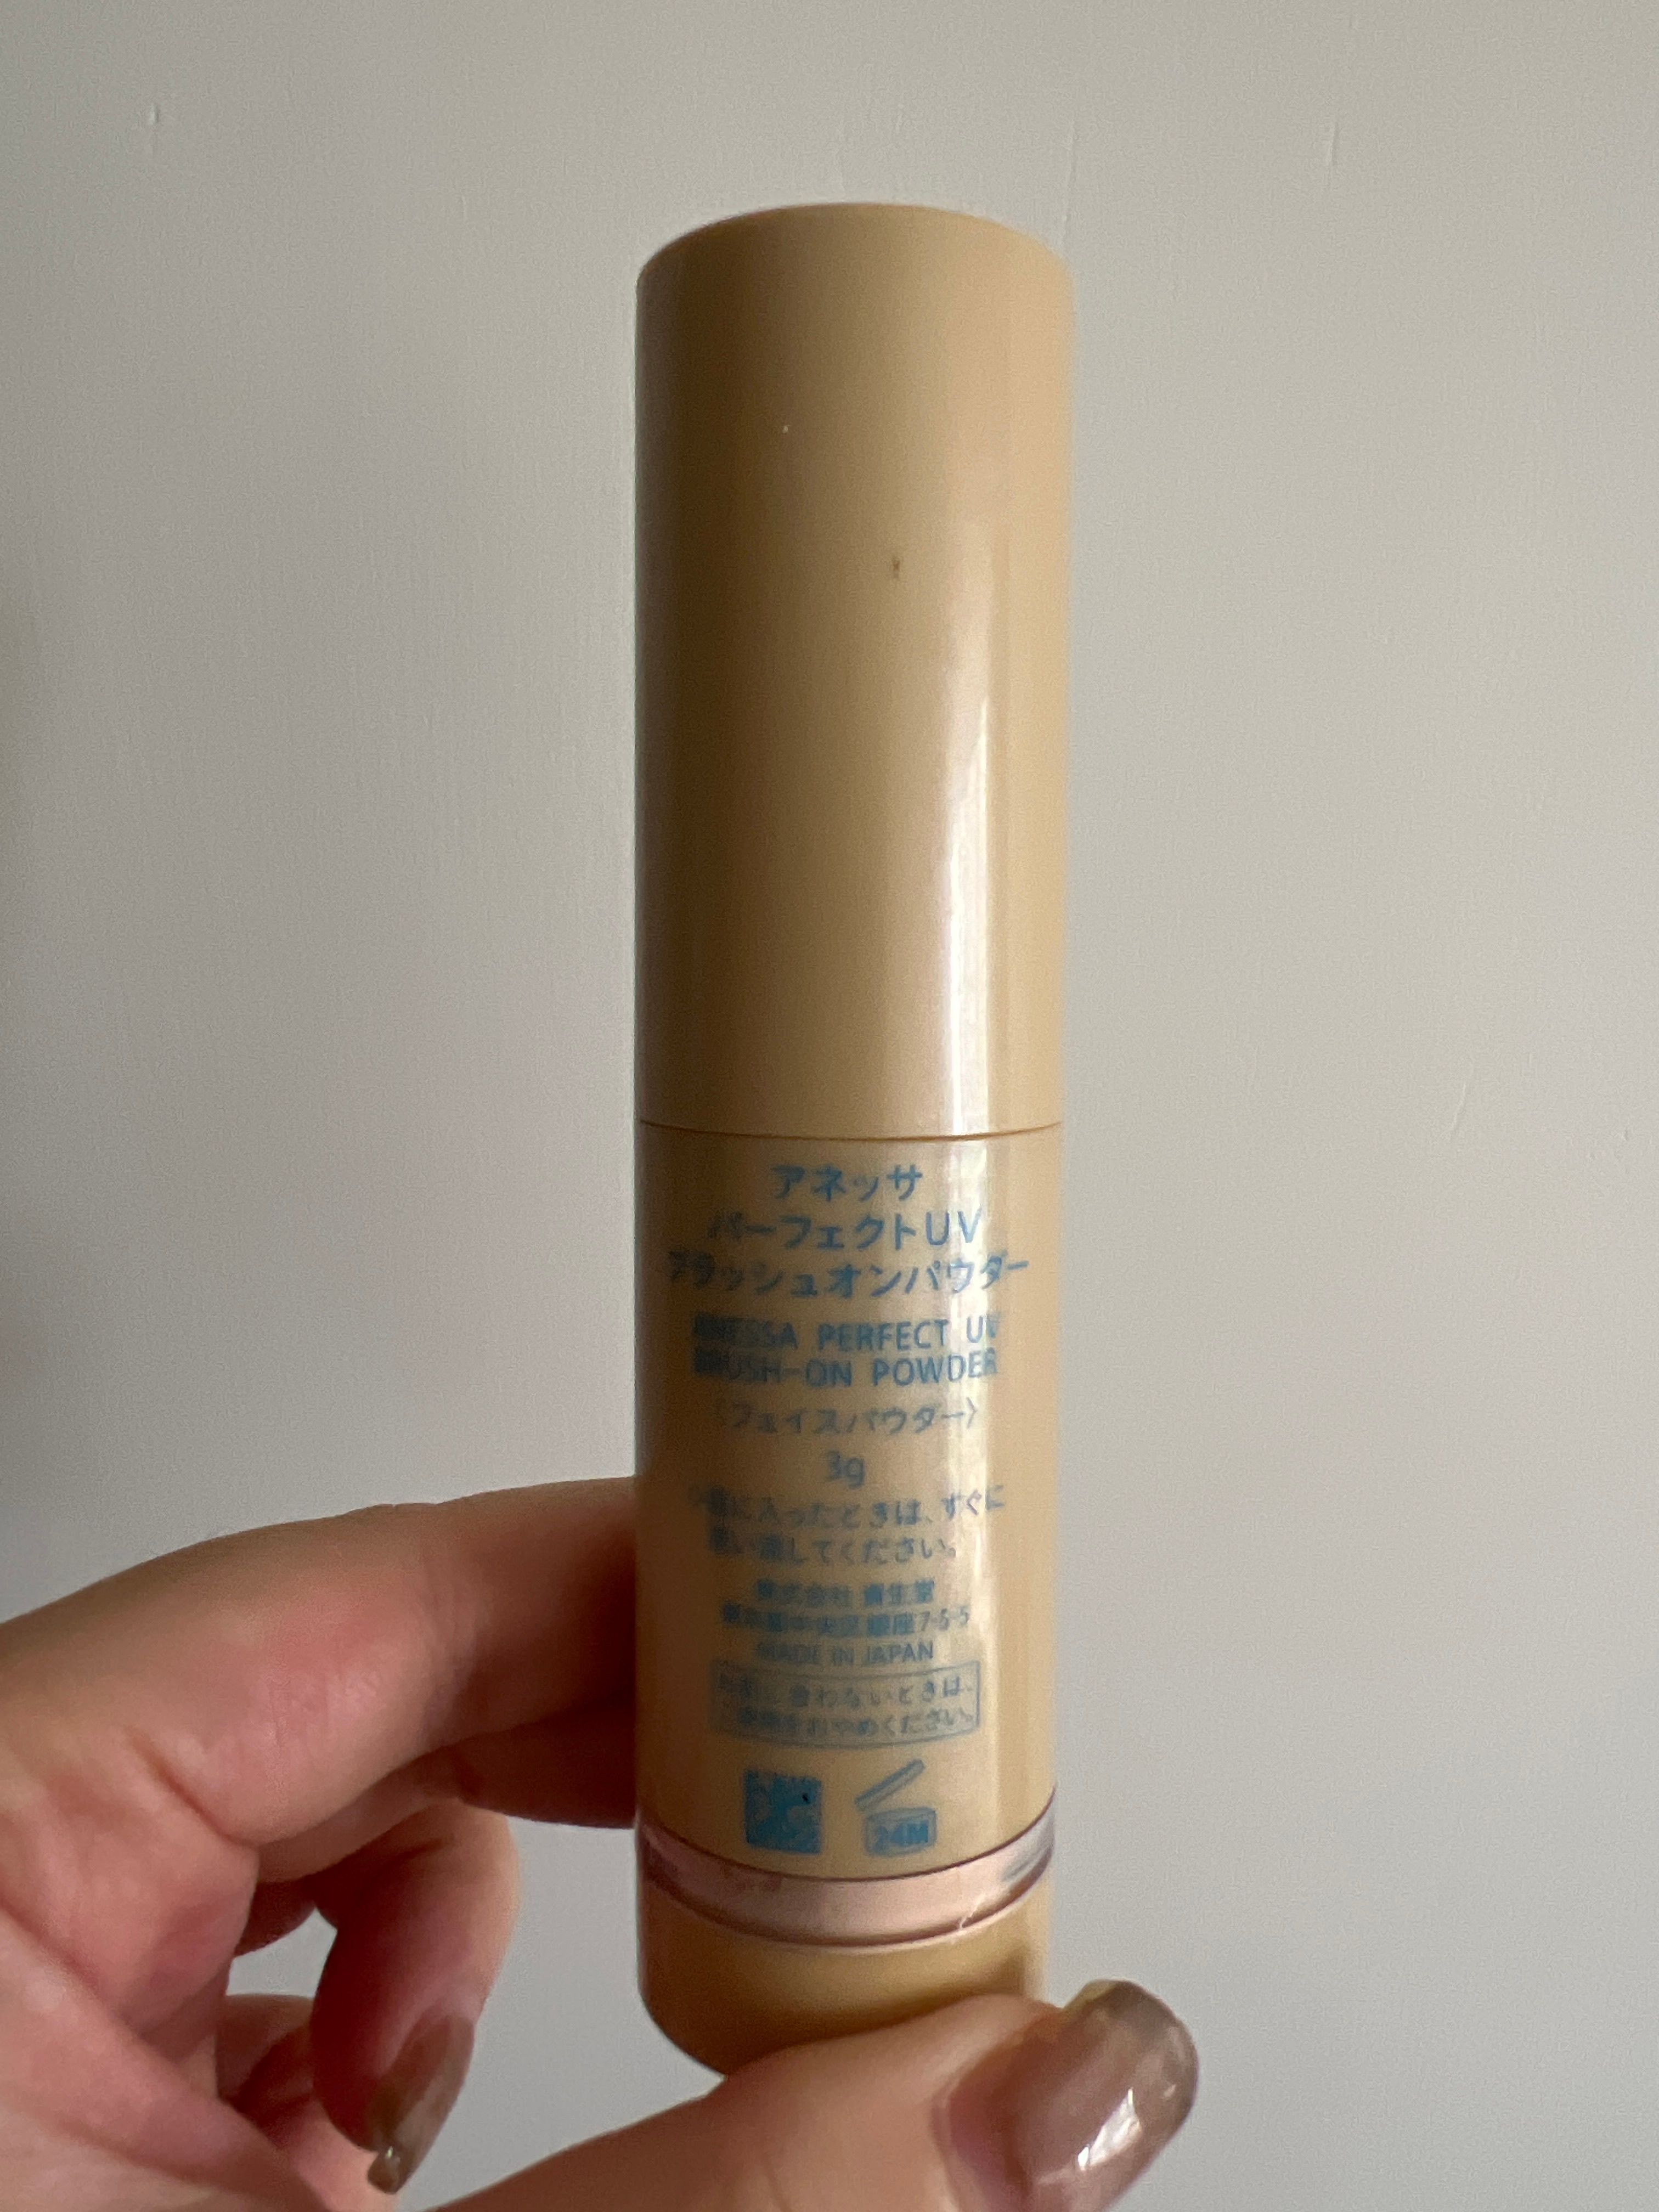 アネッサ
パーフェクトUV
ブラッシュオンパウダー
ANESSA PERFECT UV
BRUSH-ON POWDER
〈フェイスパウダー〉
3g
に入ったときは、すぐに
洗い流してください。
株式会社 資生堂
東京都中央区銀座7-5-5
MADE IN JAPAN
お肌に合わないときは、
ご使用をおやめください。
24M